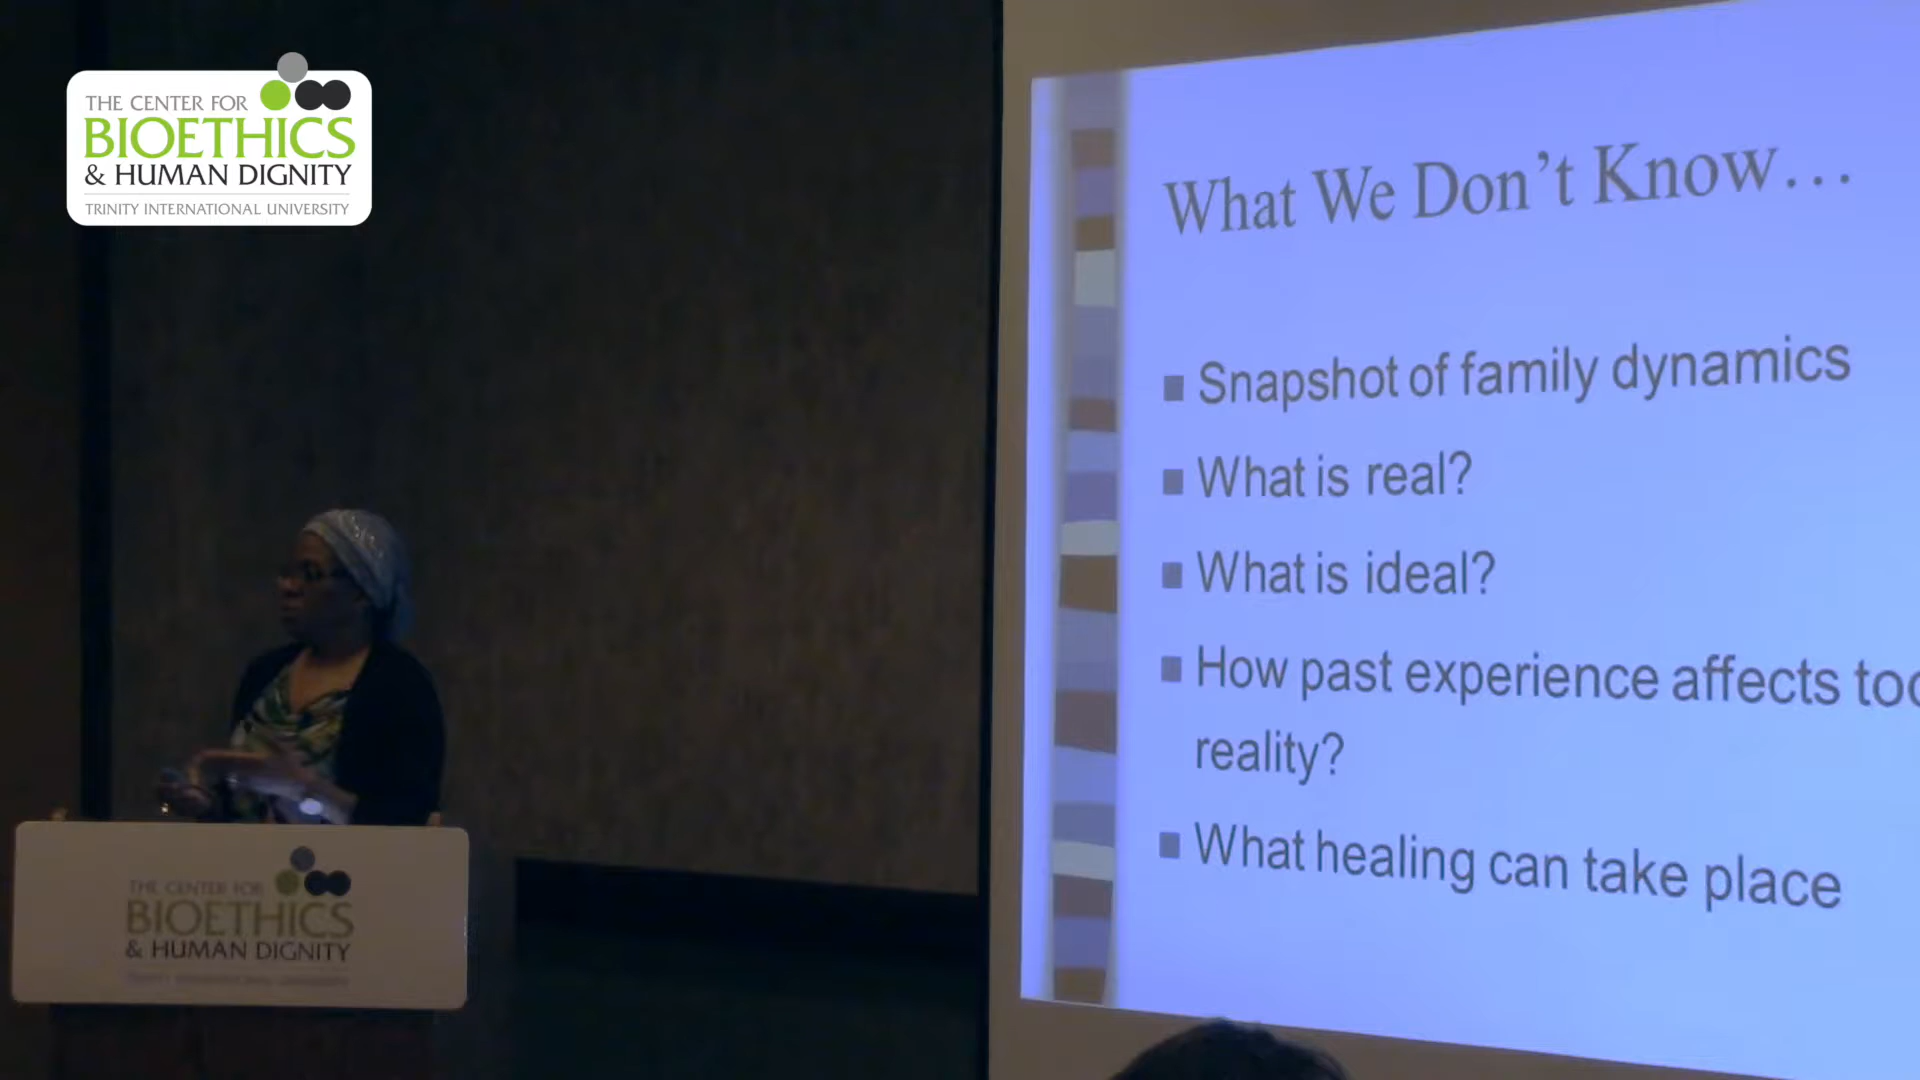 THE CENTER FOR
BIOETHICS
& HUMAN DIGNITY
TRINITY INTERNATIONAL UNIVERSITY
What We Don't Know...
Snapshot of family dynamics
What is real?
What is ideal?
How past experience affects
reality?
What healing can take place
THE CENTER FOR
BIOETHICS
& HUMAN DIGNITY